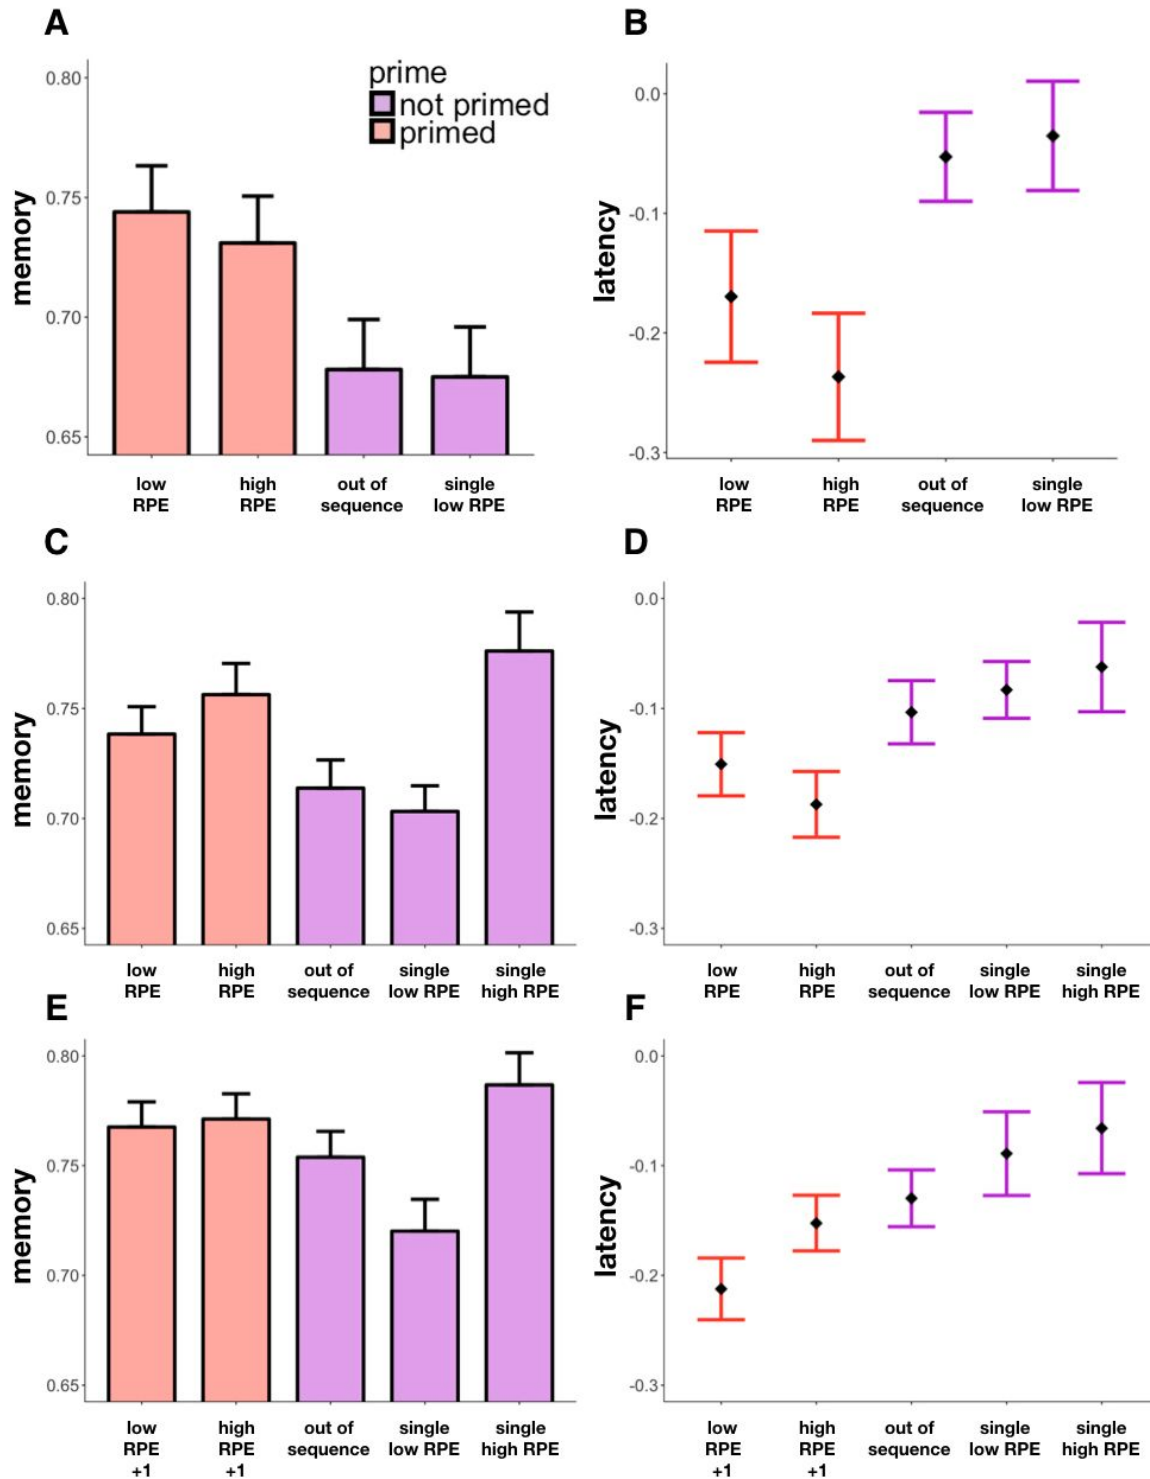 A
B
prime
not primed
primed
memory
0.80
0.75
0.70
0.65
low
RPE
high
RPE
out of
sequence
single
low RPE
latency
0.0
-0.1
-0.2
-0.3
low
RPE
high
RPE
out of
sequence
single
low RPE
C
D
memory
0.80
0.75
0.70
0.65
low
RPE
high
RPE
out of
sequence
single
low RPE
single
high RPE
latency
0.0
-0.1
-0.2
-0.3
low
RPE
high
RPE
out of
sequence
single
low RPE
single
high RPE
E
F
memory
0.80
0.75
0.70
0.65
low
RPE
+1
high
RPE
+1
out of
sequence
single
low RPE
single
high RPE
latency
0.0
-0.1
-0.2
-0.3
low
RPE
+1
high
RPE
+1
out of
sequence
single
low RPE
single
high RPE